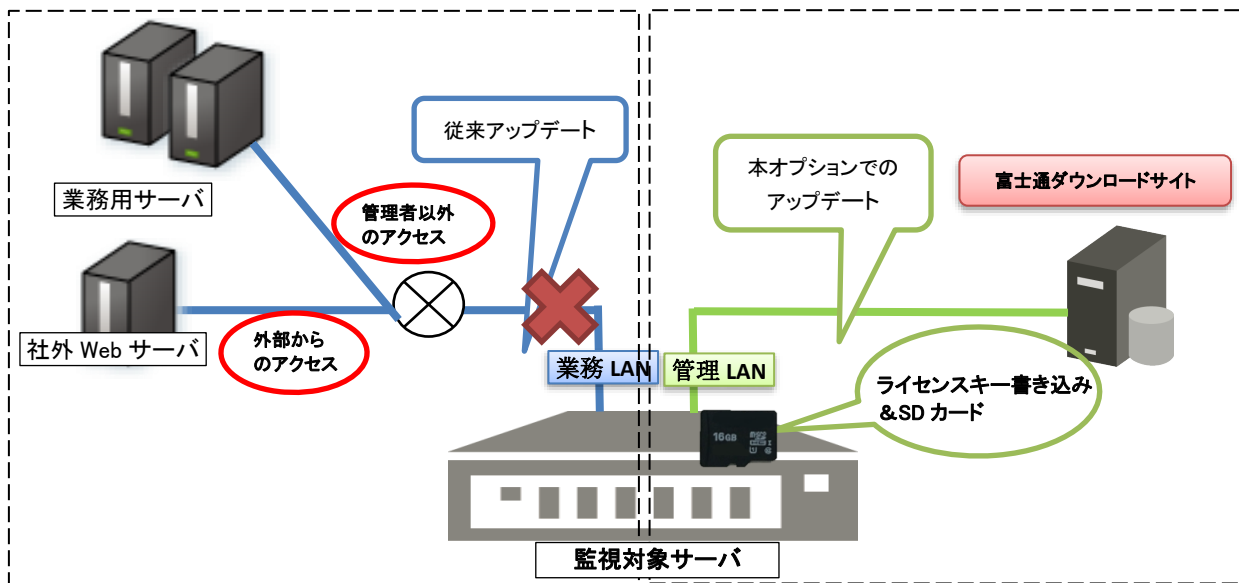 従来アップデート
本オプションでの
アップデート
富士通ダウンロードサイト
業務用サーバ
管理者以外
のアクセス
社外 Web サーバ
外部から
のアクセス
業務 LAN
管理 LAN
ライセンスキー書き込み
&SD カード
16GB
監視対象サーバ